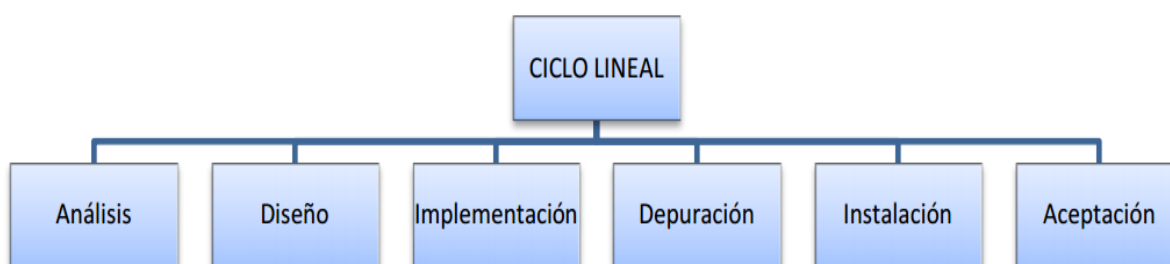 CICLO LINEAL
Análisis
Diseño
Implementación
Depuración
Instalación
Aceptación